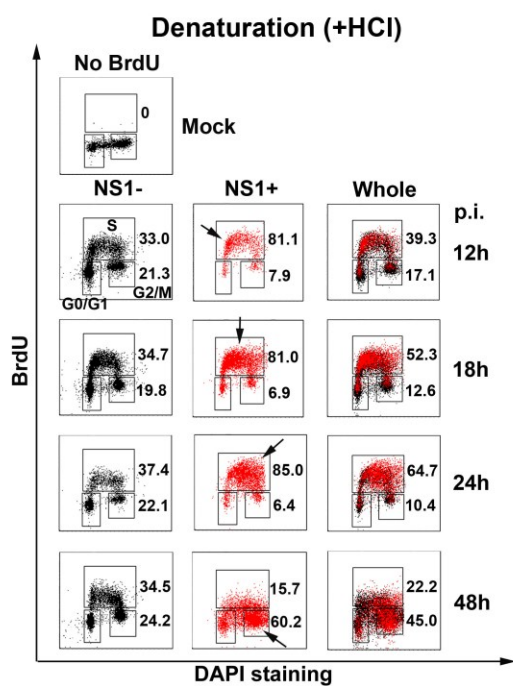 Denaturation (+HCl)
No BrdU
0
Mock
NS1- NS1+ Whole p.i.
S
33.0 81.1 39.3 12h
21.3 7.9 17.1
G0/G1 G2/M
34.7 81.0 52.3 18h
19.8 6.9 12.6
BrdU
37.4 85.0 64.7 24h
22.1 6.4 10.4
34.5 15.7 22.2 48h
24.2 60.2 45.0
DAPI staining